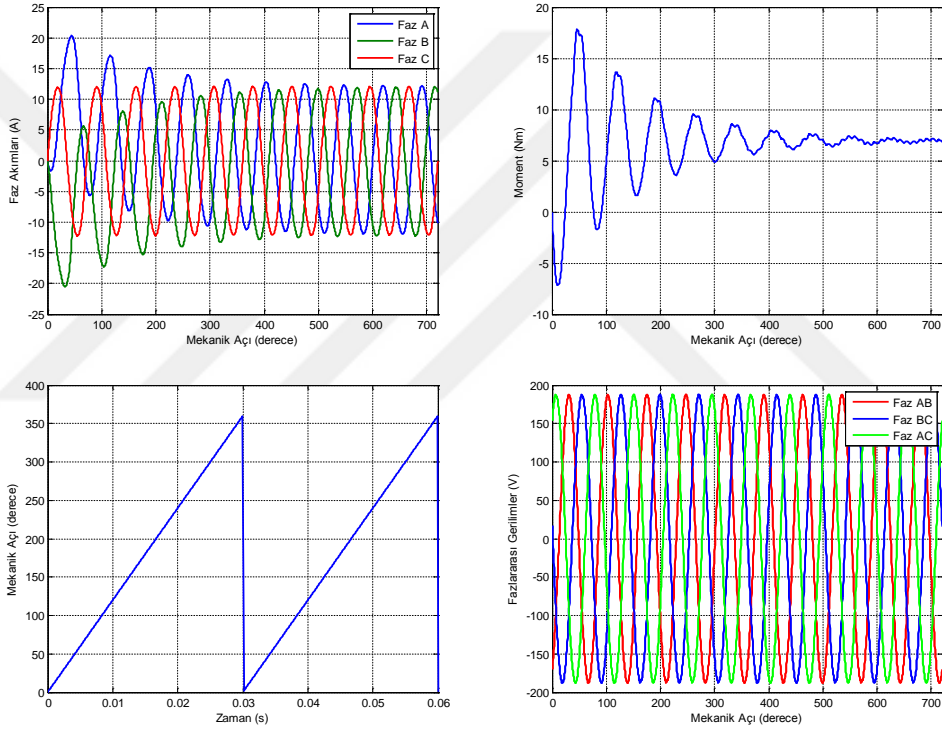 25
20
15
10
5
0
-5
-10
-15
-20
-25
0 100 200 300 400 500 600 700
Faz Akımları (A)
Mekanik Açı (derece)
Faz A
Faz B
Faz C
20
15
10
5
0
-5
-10
0 100 200 300 400 500 600 700
Moment (Nm)
Mekanik Açı (derece)
400
350
300
250
200
150
100
50
0
0 0.01 0.02 0.03 0.04 0.05 0.06
Mekanik Açı (derece)
Zaman (s)
200
150
100
50
0
-50
-100
-150
-200
0 100 200 300 400 500 600 700
Fazlararası Gerilimler (V)
Mekanik Açı (derece)
Faz AB
Faz BC
Faz AC